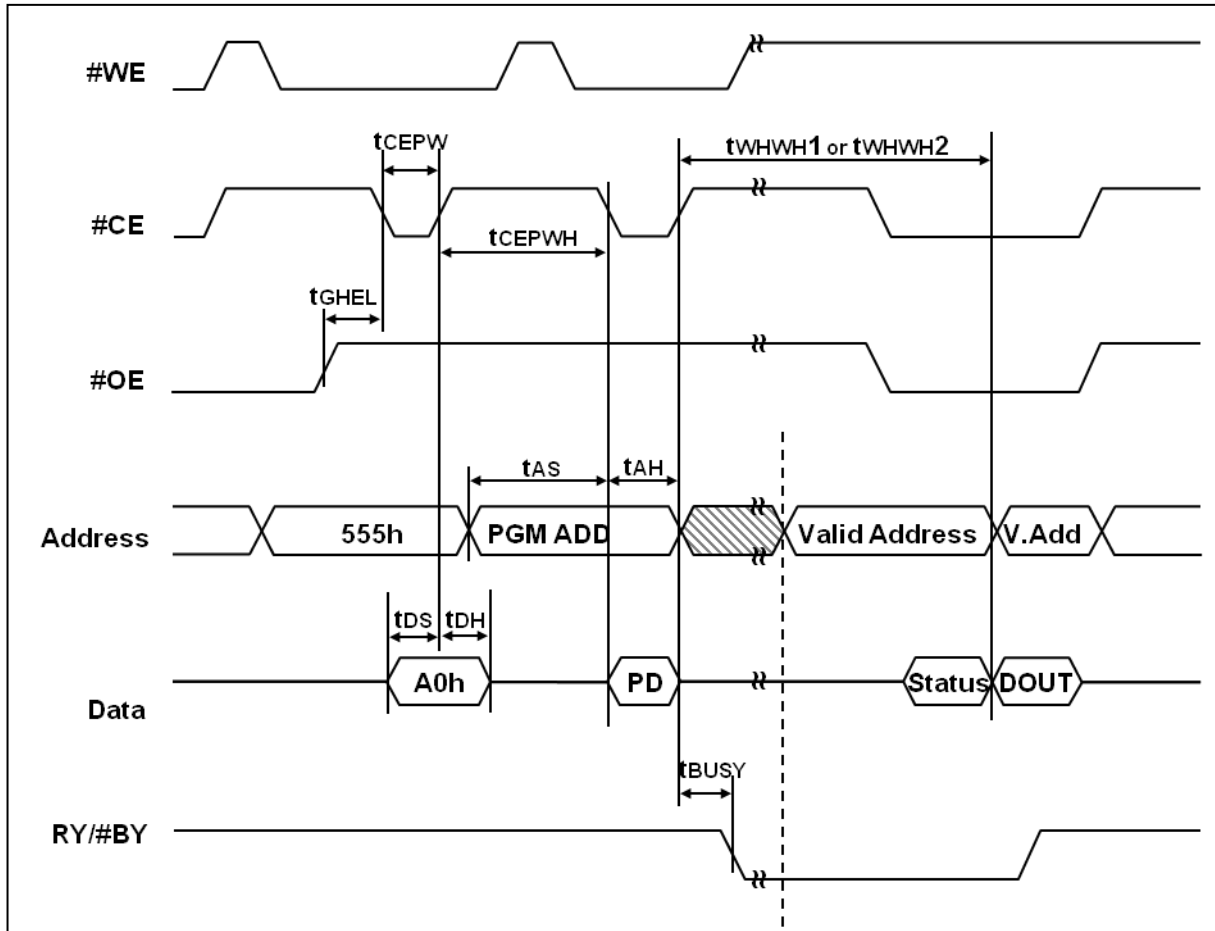 #WE
tCEPW
tWHWH1 or tWHWH2
#CE
tCEPWH
tGHEL
#OE
tAS
tAH
Address
555h
PGM ADD
Valid Address
V.Add
tDS
tDH
Data
A0h
PD
Status
DOUT
tBUSY
RY/#BY